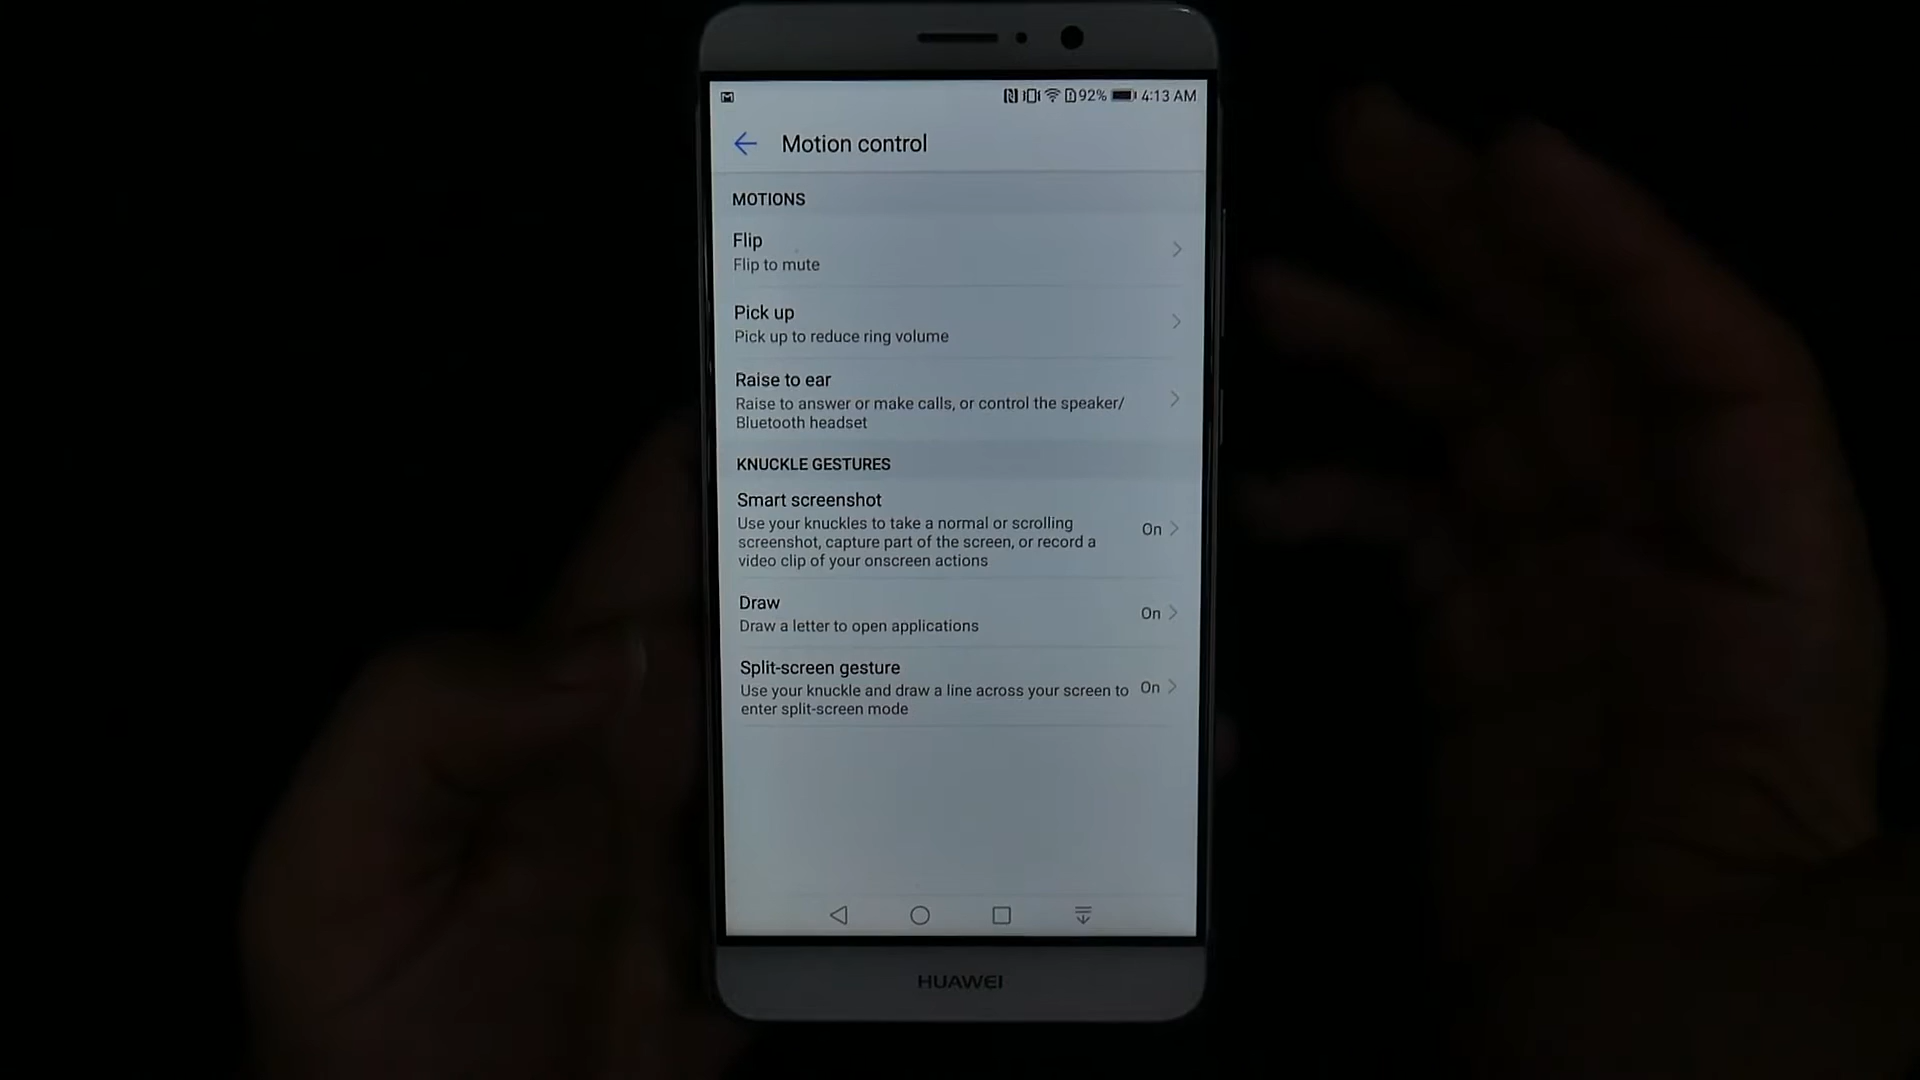 92% 4:13 AM
Motion control
MOTIONS
Flip
Flip to mute
Pick up
Pick up to reduce ring volume
Raise to ear
Raise to answer or make calls, or control the speaker/
Bluetooth headset
KNUCKLE GESTURES
Smart screenshot
Use your knuckles to take a normal or scrolling
screenshot, capture part of the screen, or record a
video clip of your onscreen actions
On
Draw
Draw a letter to open applications
On
Split-screen gesture
Use your knuckle and draw a line across your screen to
enter split-screen mode
On
HUAWEI